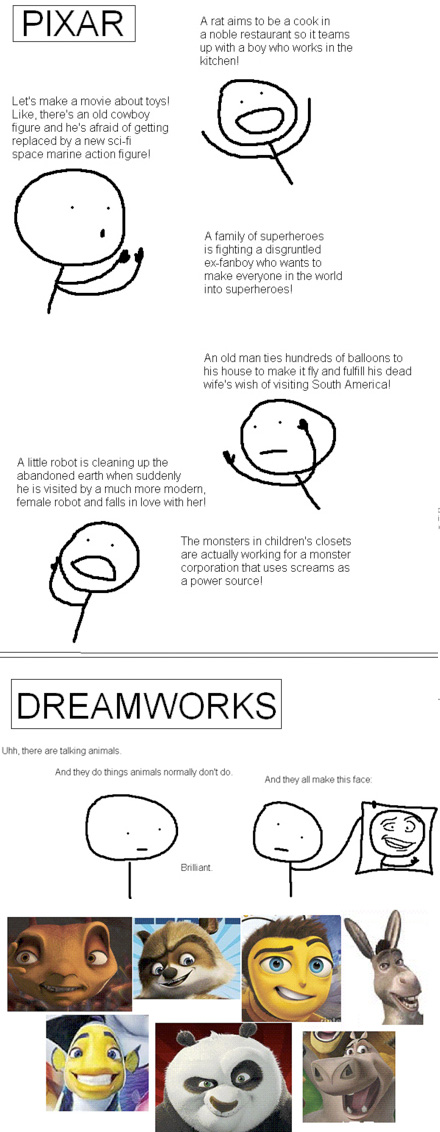 PIXAR
A rat aims to be a cook in
a noble restaurant so it teams
up with a boy who works in the
kitchen!
Let's make a movie about toys!
Like, there's an old cowboy
figure and he's afraid of getting
replaced by a new sci-fi
space marine action figure!
A family of superheroes
is fighting a disgruntled
ex-fanboy who wants to
make everyone in the world
into superheroes!
An old man ties hundreds of balloons to
his house to make it fly and fulfill his dead
wife's wish of visiting South America!
A little robot is cleaning up the
abandoned earth when suddenly
he is visited by a much more modern,
female robot and falls in love with her!
The monsters in children's closets
are actually working for a monster
corporation that uses screams as
a power source!
DREAMWORKS
Uhh, there are talking animals.
And they do things animals normally don't do.
And they all make this face:
Brilliant.